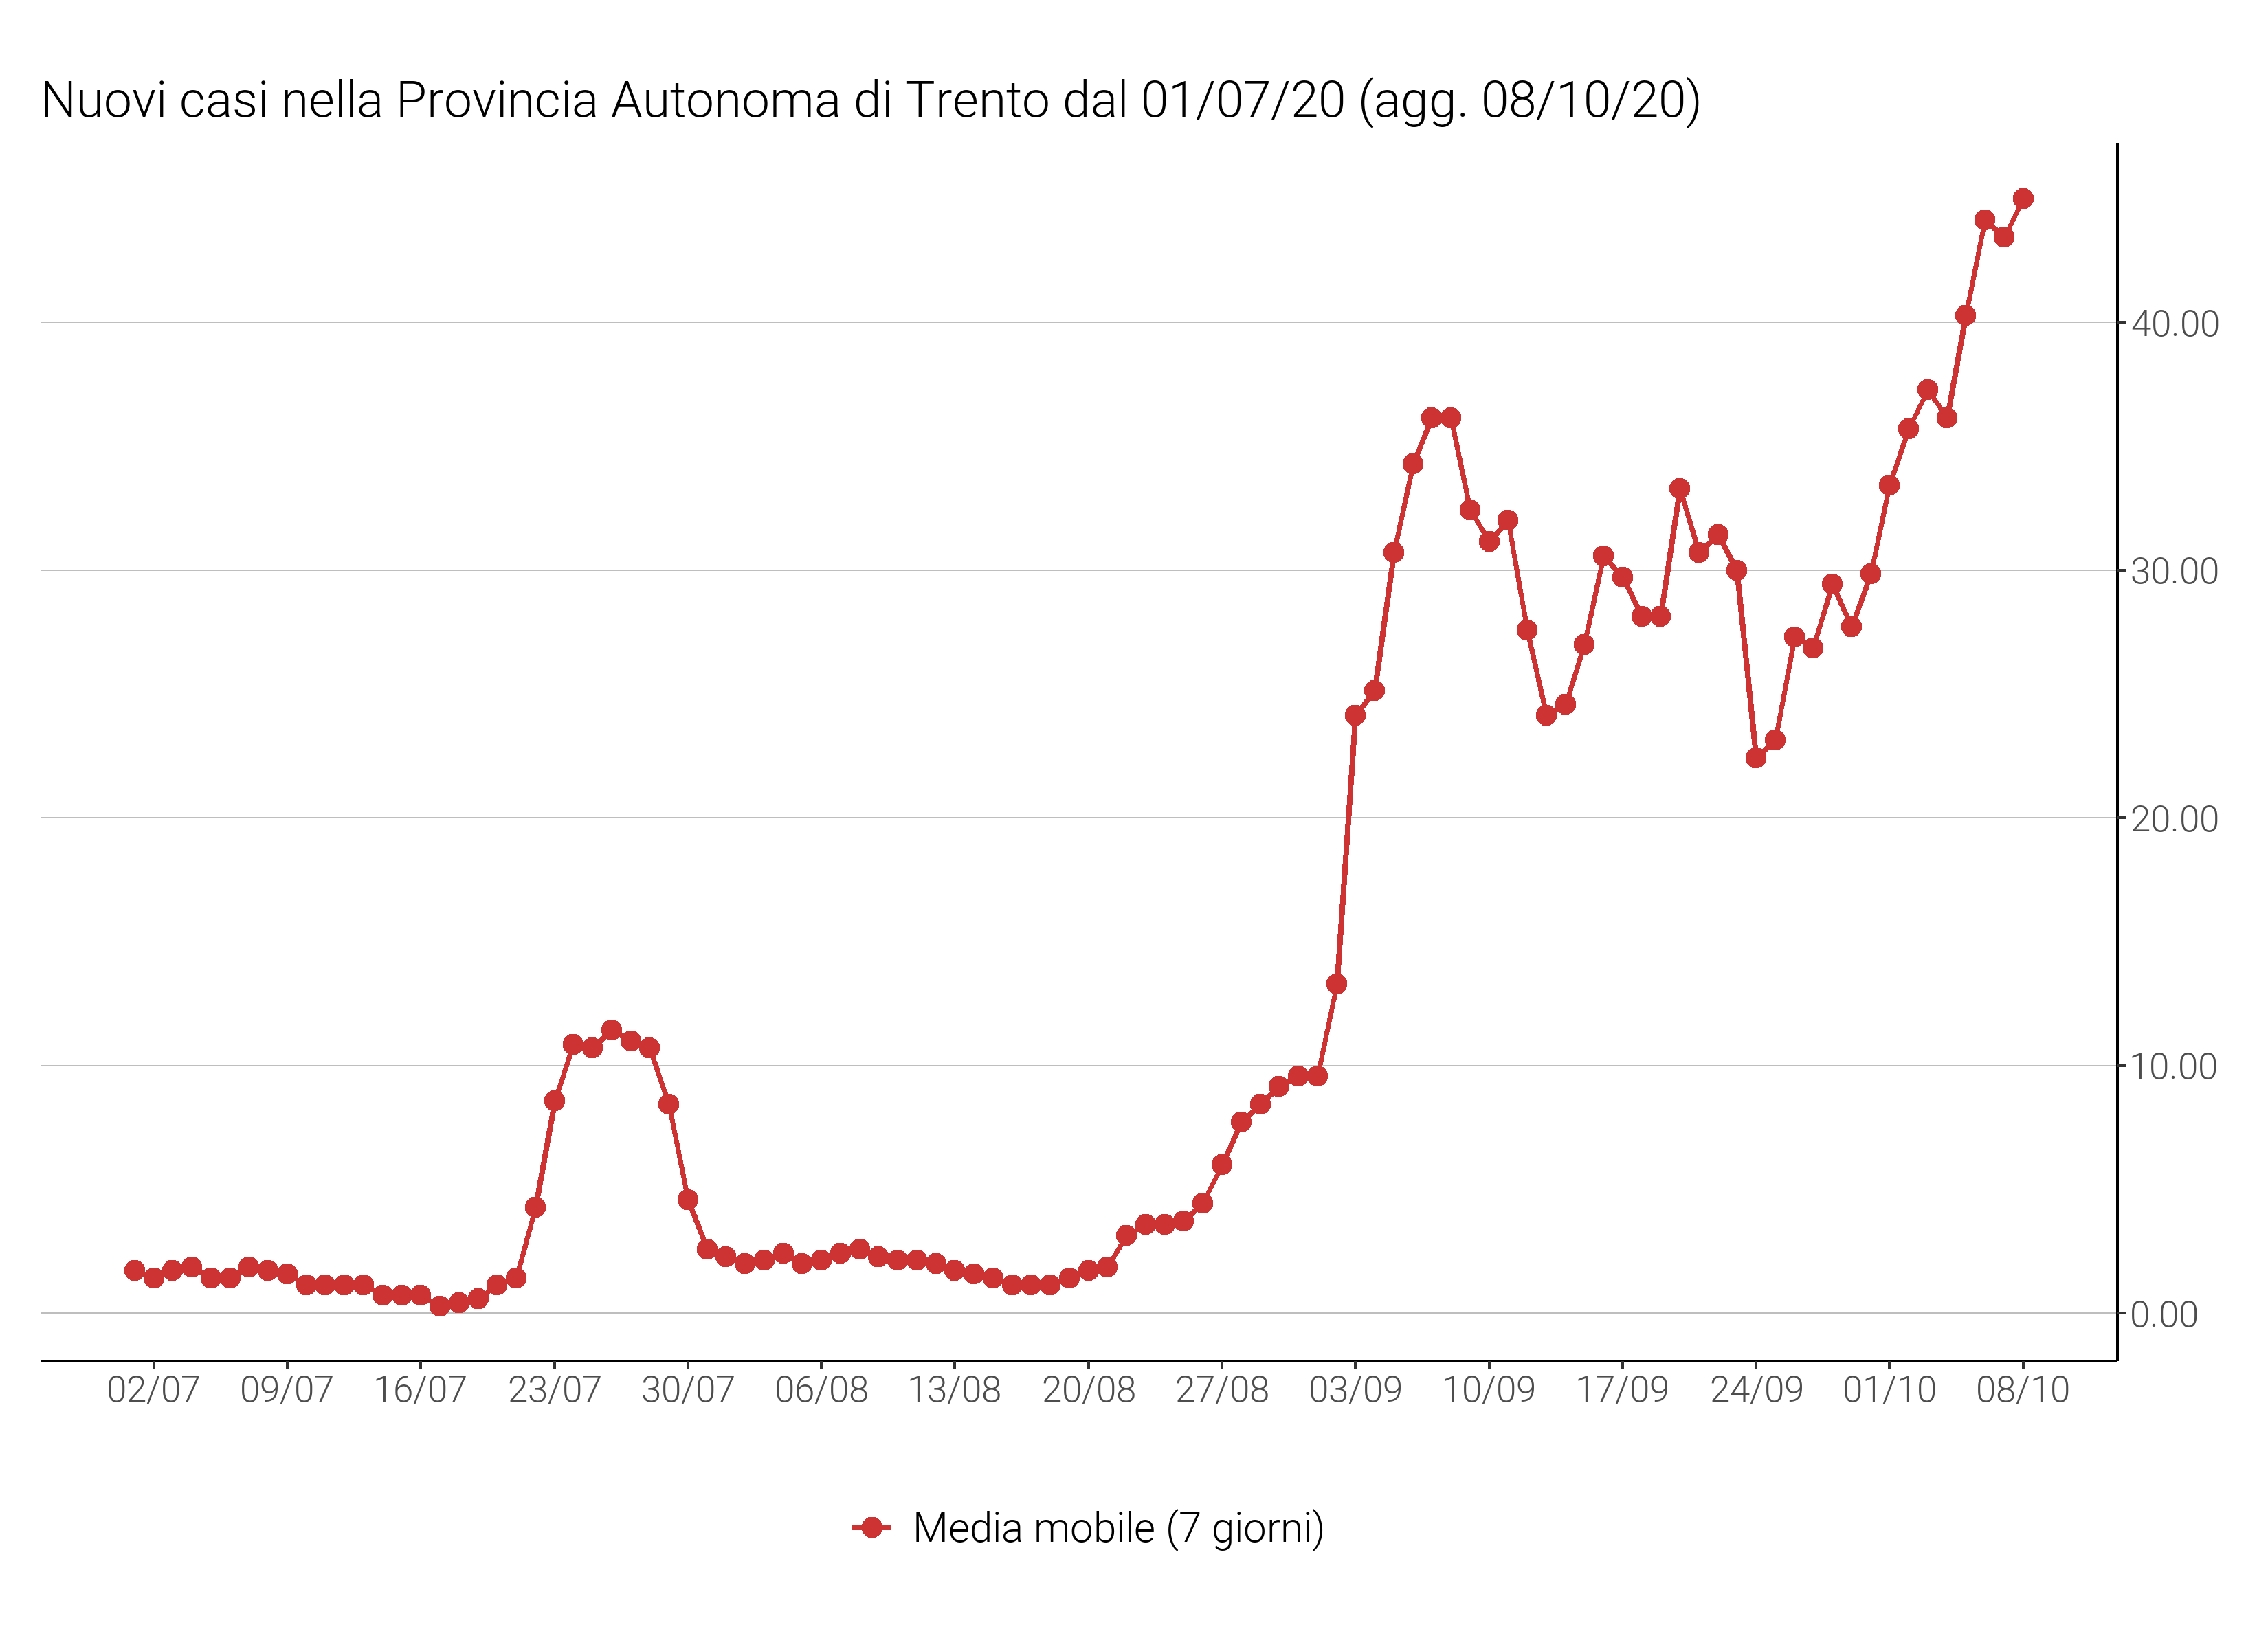 Nuovi casi nella Provincia Autonoma di Trento dal 01/07/20 (agg. 08/10/20)
40.00
30.00
20.00
10.00
0.00
02/07 09/07 16/07 23/07 30/07 06/08 13/08 20/08 27/08 03/09 10/09 17/09 24/09 01/10 08/10
Media mobile (7 giorni)